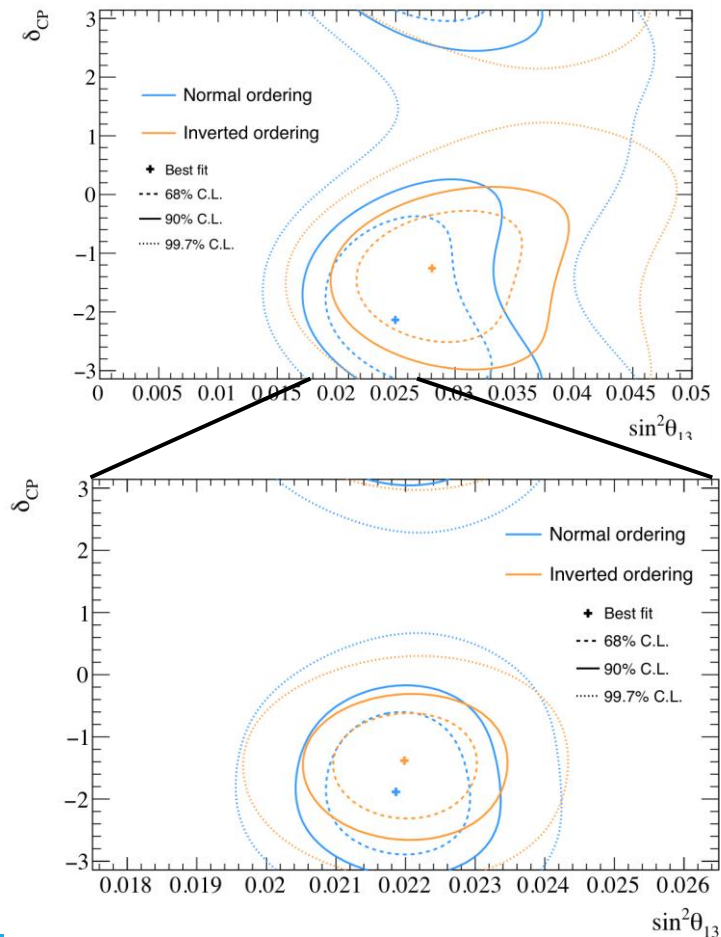 δCP
3
2
1
0
−1
−2
−3
Normal ordering
Inverted ordering
Best fit
68% C.L.
90% C.L.
99.7% C.L.
0 0.005 0.01 0.015 0.02 0.025 0.03 0.035 0.04 0.045 0.05
sin²θ₁₃
δCP
3
2
1
0
−1
−2
−3
Normal ordering
Inverted ordering
Best fit
68% C.L.
90% C.L.
99.7% C.L.
0.018 0.019 0.02 0.021 0.022 0.023 0.024 0.025 0.026
sin²θ₁₃